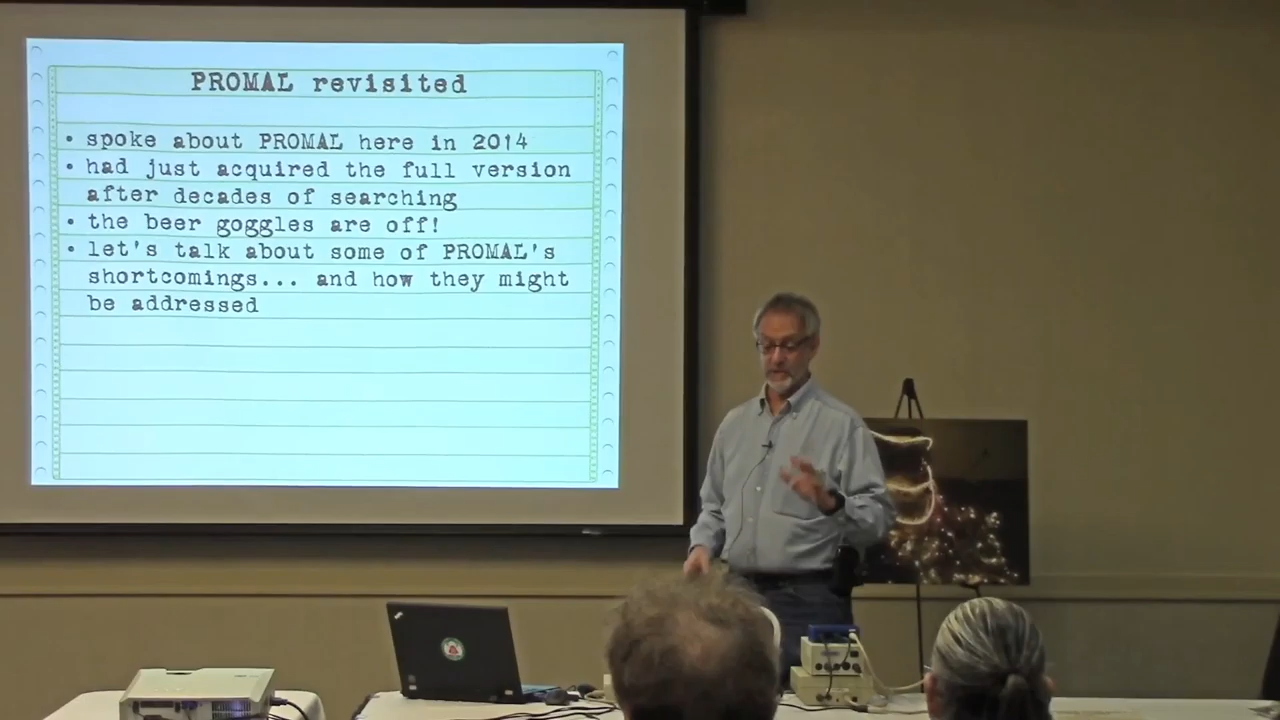 PROMAL revisited
• spoke about PROMAL here in 2014
• had just acquired the full version
after decades of searching
• the beer goggles are off!
• let's talk about some of PROMAL's
shortcomings... and how they might
be addressed